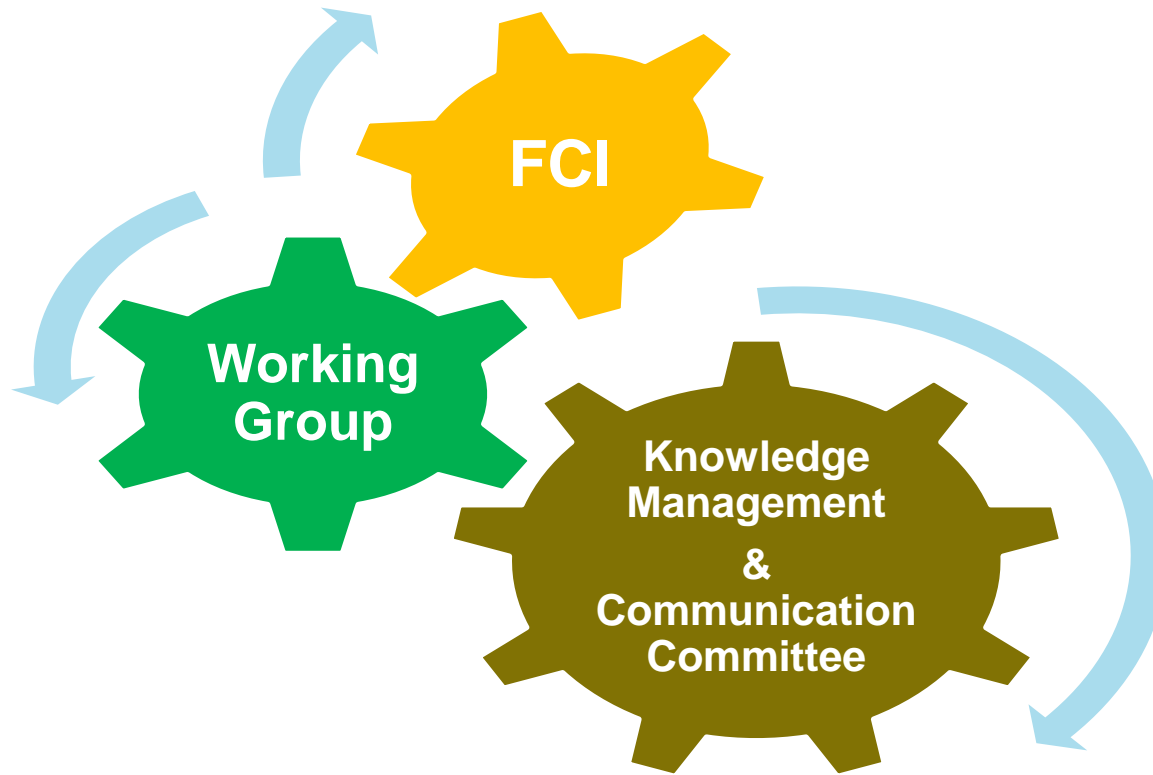 FCI
Working
Group
Knowledge
Management
&
Communication
Committee